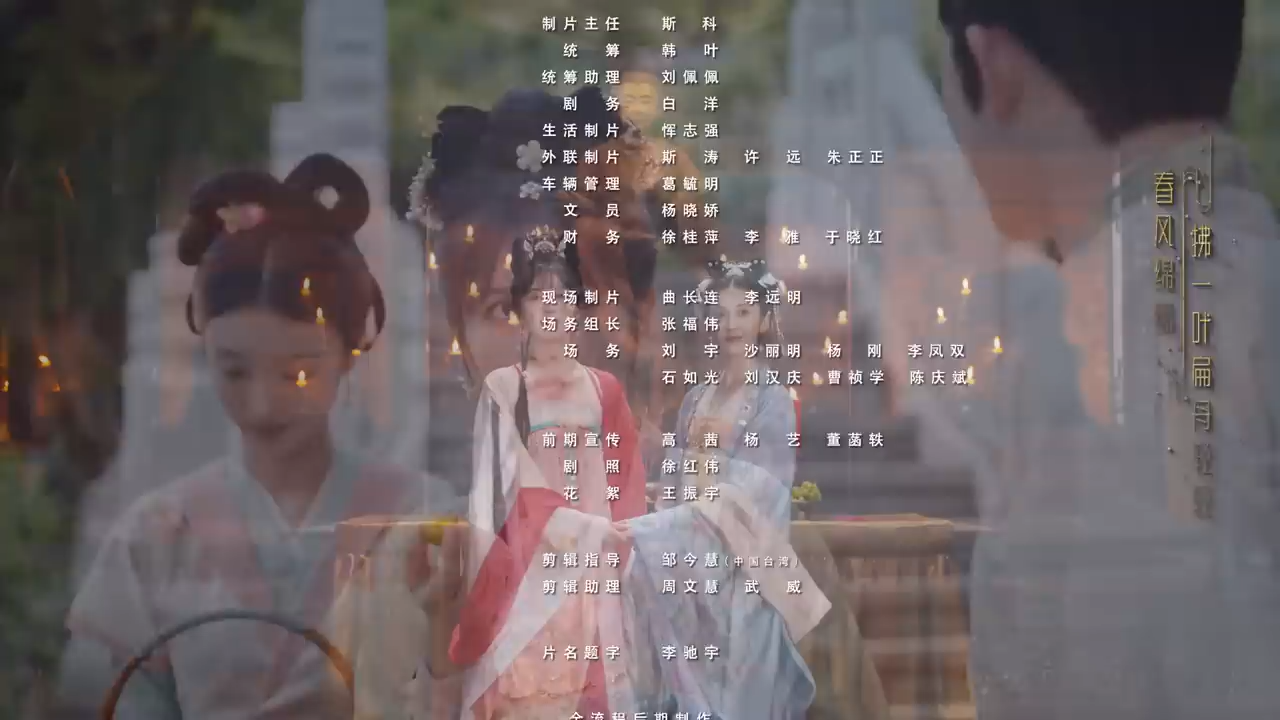 制片主任 斯科
统筹 韩叶
统筹助理 刘佩佩
剧务 白洋
生活制片 恽志强
外联制片 斯涛 许远 朱正正
车辆管理 葛毓明
文员 杨晓娇
财务 徐桂萍 李雅 于晓红
现场制片 曲长连 李远明
场务组长 张福伟
场务 刘宇 沙丽明 杨刚 李凤双
石如光 刘汉庆 曹祯学 陈庆斌
前期宣传 高茜 杨艺 董菡轶
剧照 徐红伟
花絮 王振宇
剪辑指导 邹今慧(中国台湾)
剪辑助理 周文慧 武威
片名题字 李驰宇
全流程后期制作
拂一叶扁舟轻
春风绵